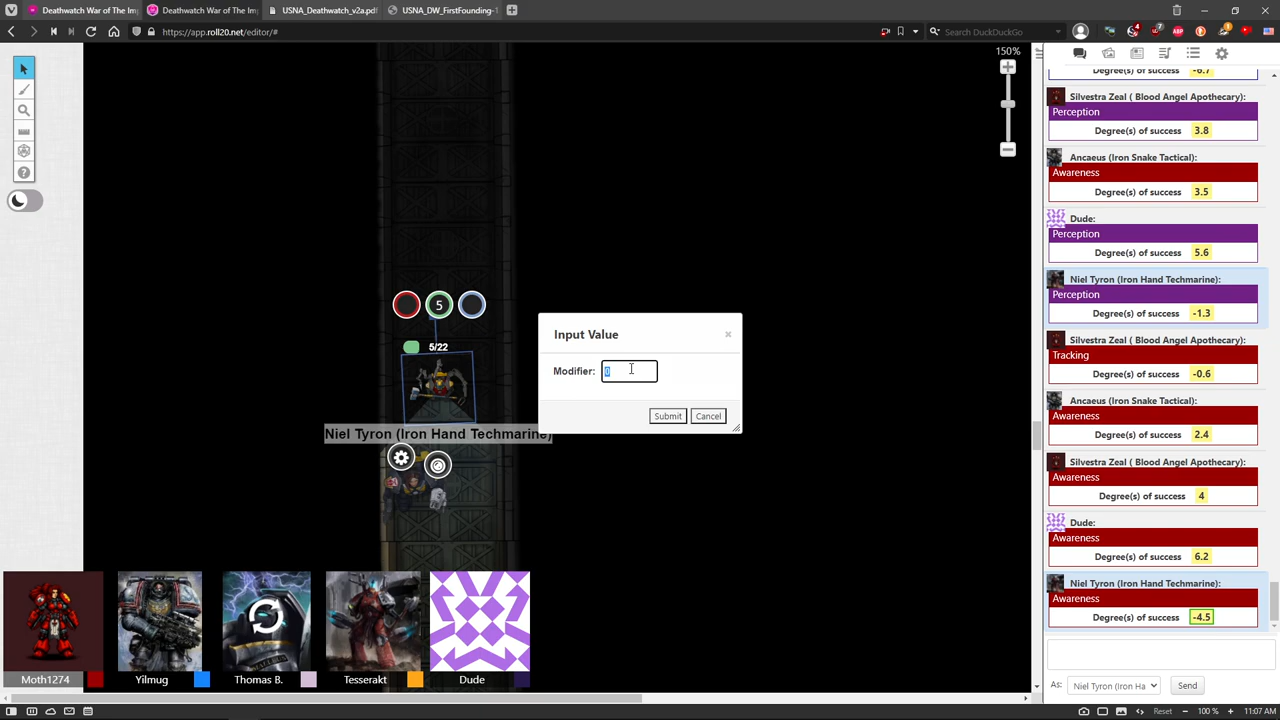 Deathwatch War of The Im
Deathwatch War of The Im
USNA_Deathwatch_v2a.pdf
USNA_DW_FirstFounding-1
https://app.roll20.net/editor/#
Search DuckDuckGo
150%
Degree(s) of success -6.7
Silvestra Zeal ( Blood Angel Apothecary):
Perception
Degree(s) of success 3.8
Ancaeus (Iron Snake Tactical):
Awareness
Degree(s) of success 3.5
Dude:
Perception
Degree(s) of success 5.6
Niel Tyron (Iron Hand Techmarine):
Perception
Degree(s) of success -1.3
Silvestra Zeal ( Blood Angel Apothecary):
Tracking
Degree(s) of success -0.6
Ancaeus (Iron Snake Tactical):
Awareness
Degree(s) of success 2.4
Silvestra Zeal ( Blood Angel Apothecary):
Awareness
Degree(s) of success 4
Dude:
Awareness
Degree(s) of success 6.2
Niel Tyron (Iron Hand Techmarine):
Awareness
Degree(s) of success -4.5
As: Niel Tyron (Iron Ha
Send
5
5/22
Niel Tyron (Iron Hand Techmarine)
Input Value
×
Modifier: 0
Submit Cancel
Moth1274
Yilmug
Thomas B.
Tesserakt
Dude
Reset
100 %
11:07 AM